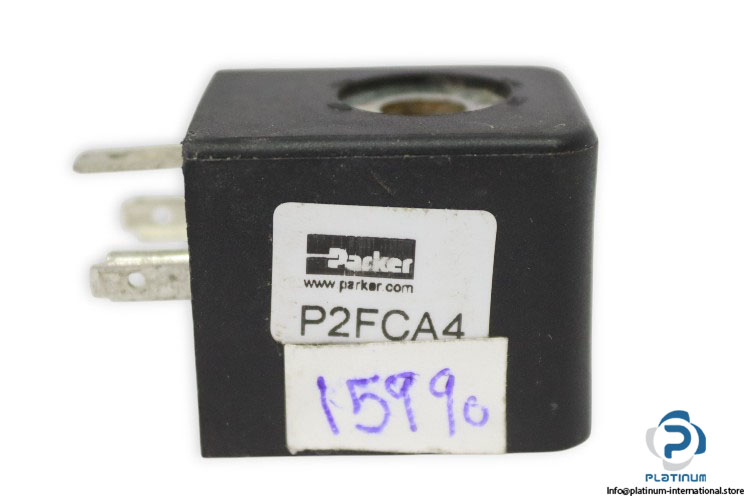 Parker
www.parker.com
P2FCA4
15990
PLATINUM
Info@platinum-international.store